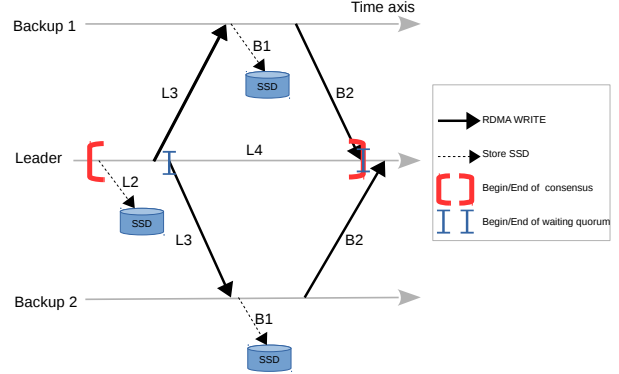 Time axis
Backup 1
B1
SSD
L3
B2
RDMA WRITE
Store SSD
Leader
L4
L2
Begin/End of consensus
SSD
Begin/End of waiting quorum
L3
B2
Backup 2
B1
SSD